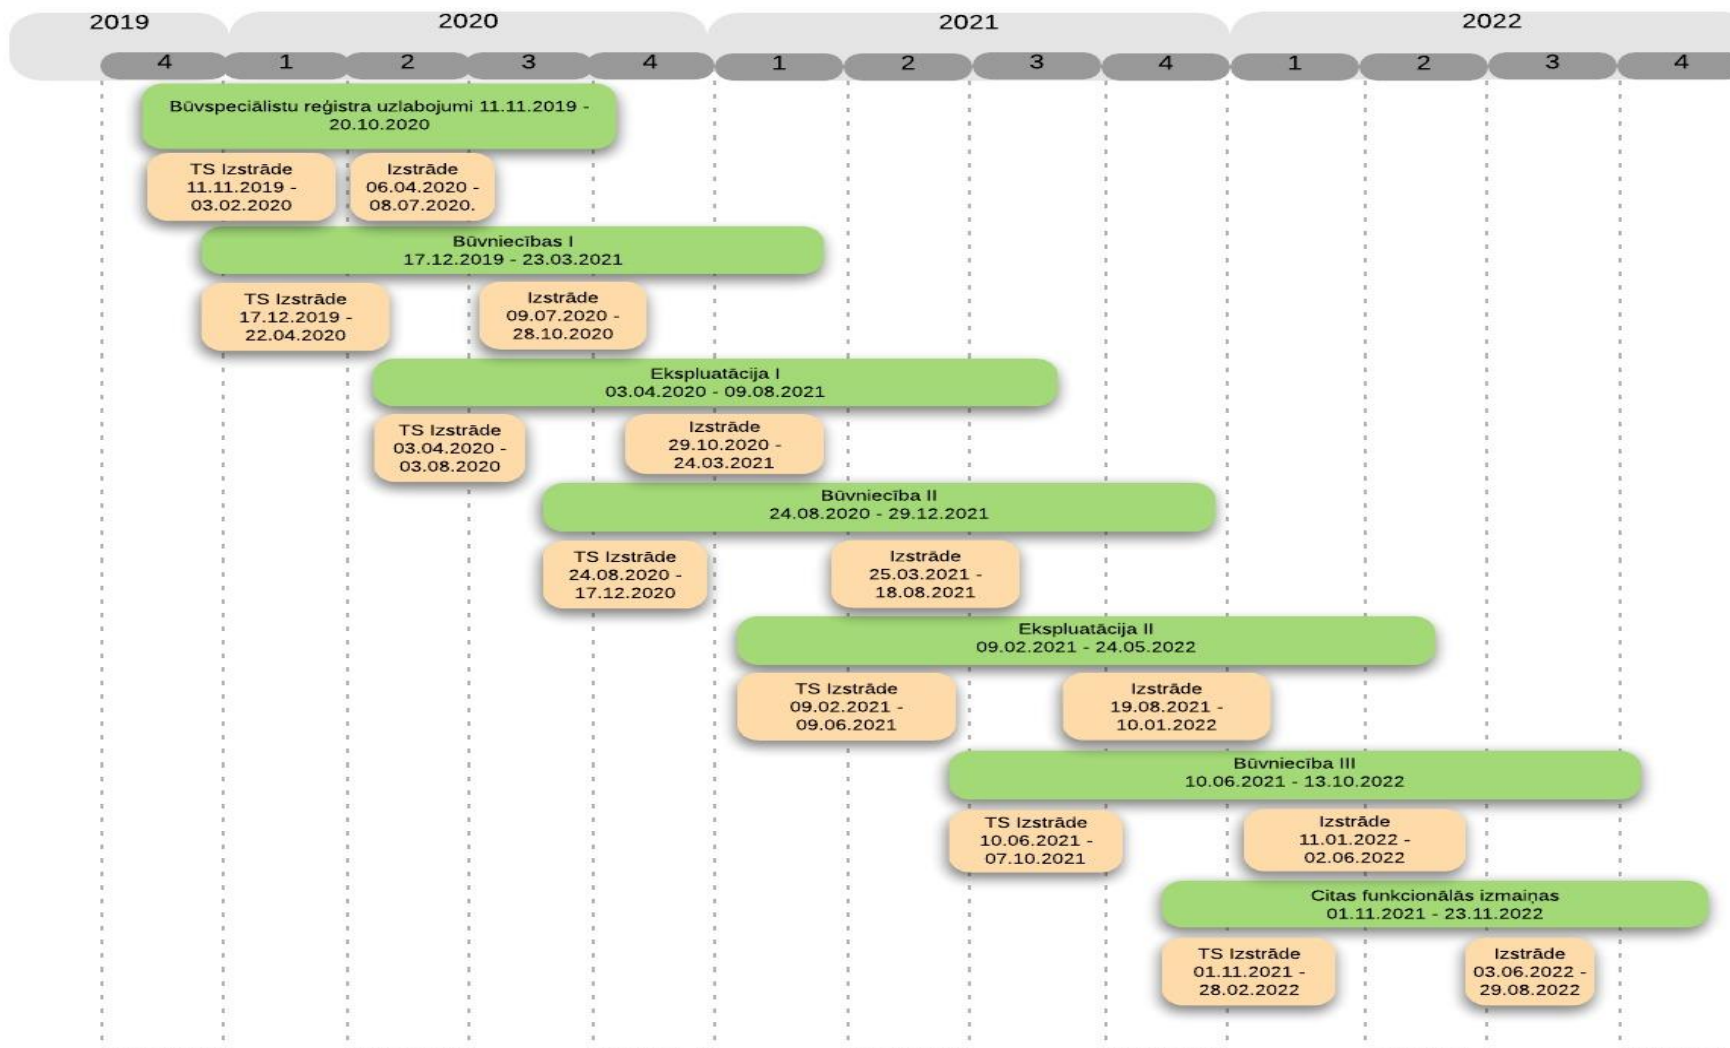 2019
2020
2021
2022
4
1
2
3
4
1
2
3
4
1
2
3
4
Būvspeciālistu reģistra uzlabojumi 11.11.2019 -
20.10.2020
TS Izstrāde
11.11.2019 -
03.02.2020
Izstrāde
06.04.2020 -
08.07.2020.
Būvniecības I
17.12.2019 - 23.03.2021
TS Izstrāde
17.12.2019 -
22.04.2020
Izstrāde
09.07.2020 -
28.10.2020
Ekspluatācija I
03.04.2020 - 09.08.2021
TS Izstrāde
03.04.2020 -
03.08.2020
Izstrāde
29.10.2020 -
24.03.2021
Būvniecība II
24.08.2020 - 29.12.2021
TS Izstrāde
24.08.2020 -
17.12.2020
Izstrāde
25.03.2021 -
18.08.2021
Ekspluatācija II
09.02.2021 - 24.05.2022
TS Izstrāde
09.02.2021 -
09.06.2021
Izstrāde
19.08.2021 -
10.01.2022
Būvniecība III
10.06.2021 - 13.10.2022
TS Izstrāde
10.06.2021 -
07.10.2021
Izstrāde
11.01.2022 -
02.06.2022
Citas funkcionālās izmaiņas
01.11.2021 - 23.11.2022
TS Izstrāde
01.11.2021 -
28.02.2022
Izstrāde
03.06.2022 -
29.08.2022